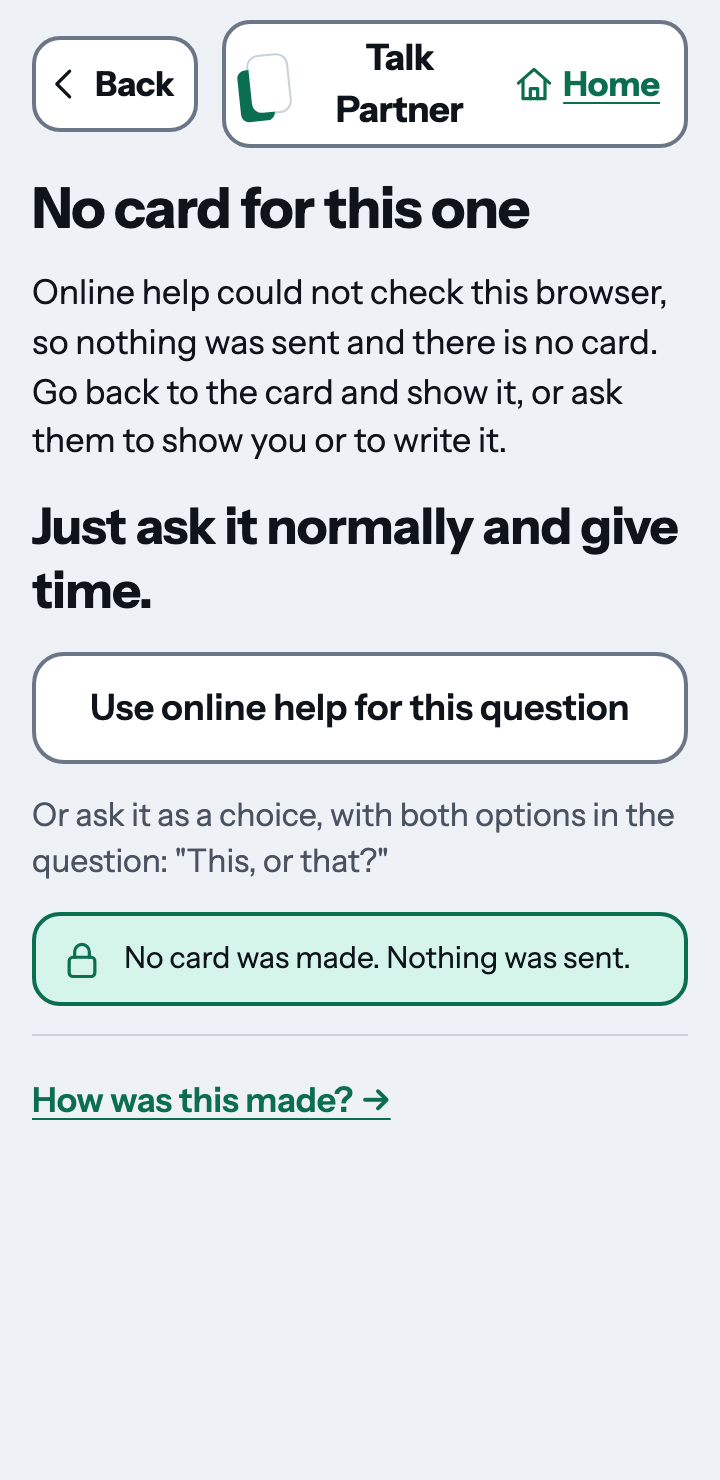 Back
Talk
Partner
Home
No card for this one
Online help could not check this browser,
so nothing was sent and there is no card.
Go back to the card and show it, or ask
them to show you or to write it.
Just ask it normally and give
time.
Use online help for this question
Or ask it as a choice, with both options in the
question: "This, or that?"
No card was made. Nothing was sent.
How was this made? →